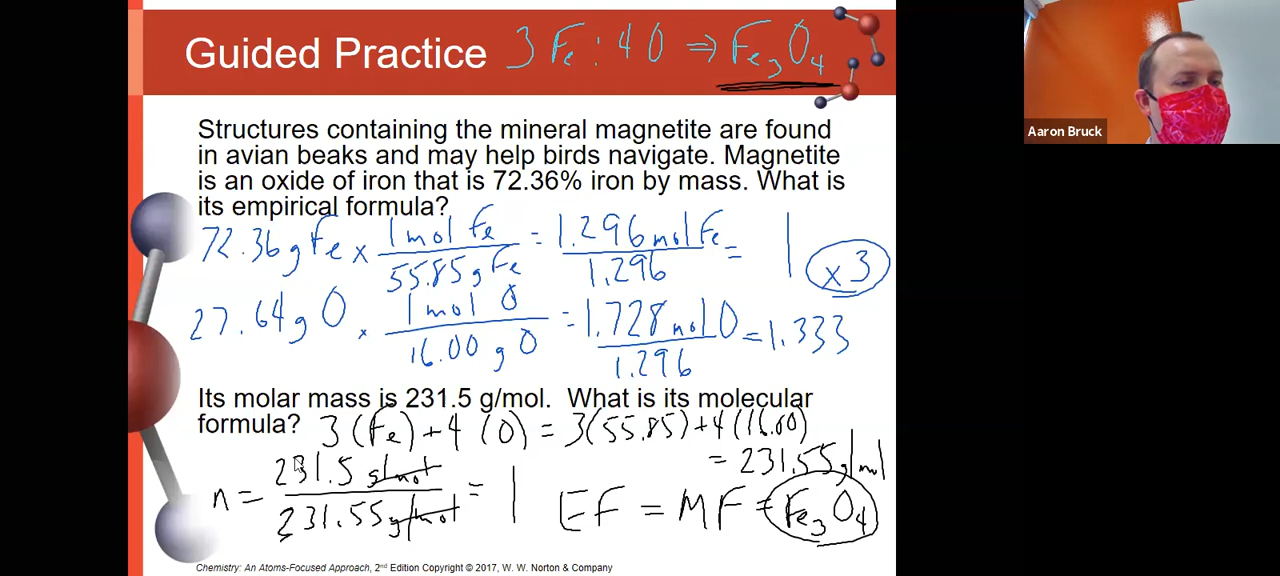 Guided Practice 3 Fe : 4 O ⇒ Fe₃O₄
Aaron Bruck
Structures containing the mineral magnetite are found
in avian beaks and may help birds navigate. Magnetite
is an oxide of iron that is 72.36% iron by mass. What is
its empirical formula?
72.36 g Fe x 1 mol Fe / 55.85 g Fe = 1.296 mol Fe / 1.296 = 1 x 3
27.64 g O x 1 mol O / 16.00 g O = 1.728 mol O / 1.296 = 1.333
Its molar mass is 231.5 g/mol. What is its molecular
formula? 3 (Fe) + 4 (O) = 3(55.85) + 4(16.00)
= 231.55 g/mol
n = 231.5 g/mol / 231.55 g/mol = 1 EF = MF = Fe₃O₄
Chemistry: An Atoms-Focused Approach, 2nd Edition Copyright © 2017, W. W. Norton & Company